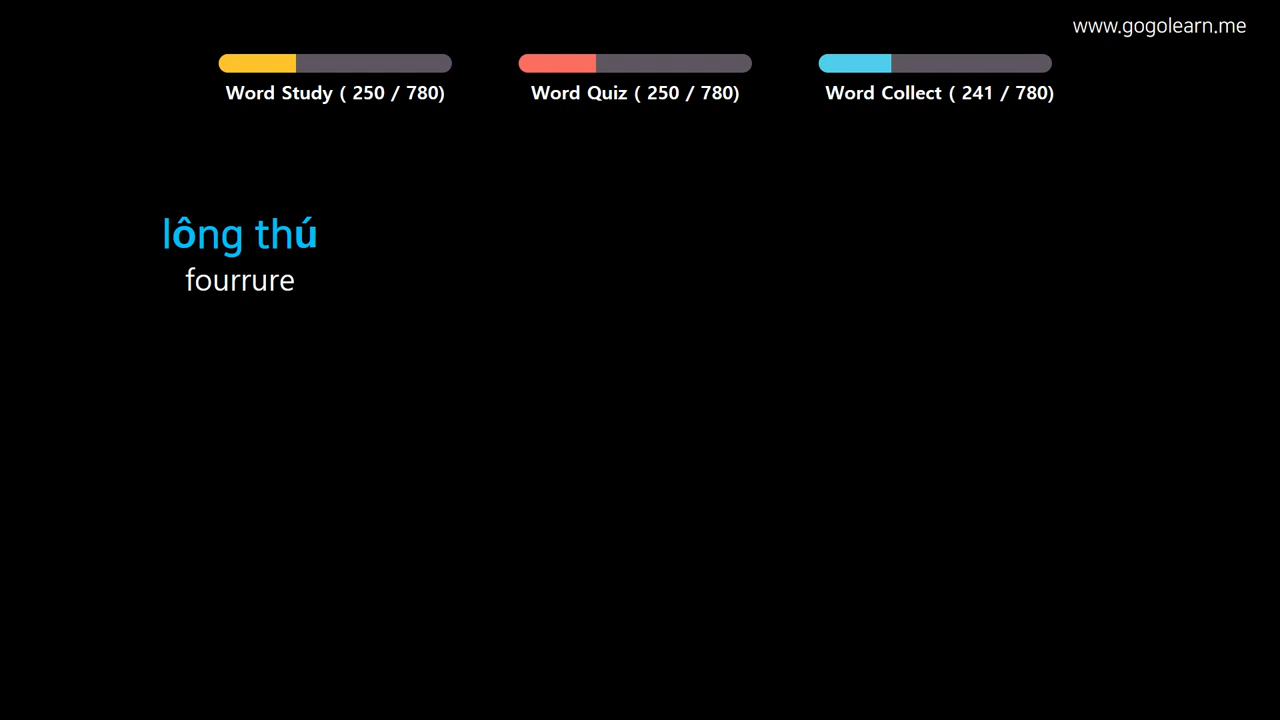 www.gogolearn.me
Word Study ( 250 / 780)
Word Quiz ( 250 / 780)
Word Collect ( 241 / 780)
lông thú
fourrure